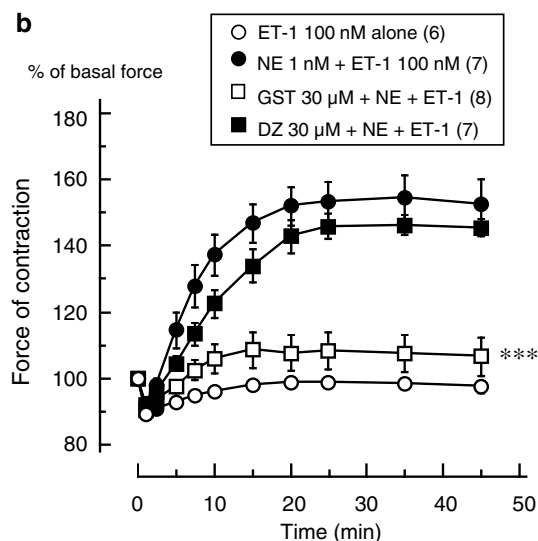 b
ET-1 100 nM alone (6)
NE 1 nM + ET-1 100 nM (7)
GST 30 µM + NE + ET-1 (8)
DZ 30 µM + NE + ET-1 (7)
% of basal force
180
160
140
120
100
80
Force of contraction
***
0
10
20
30
40
50
Time (min)